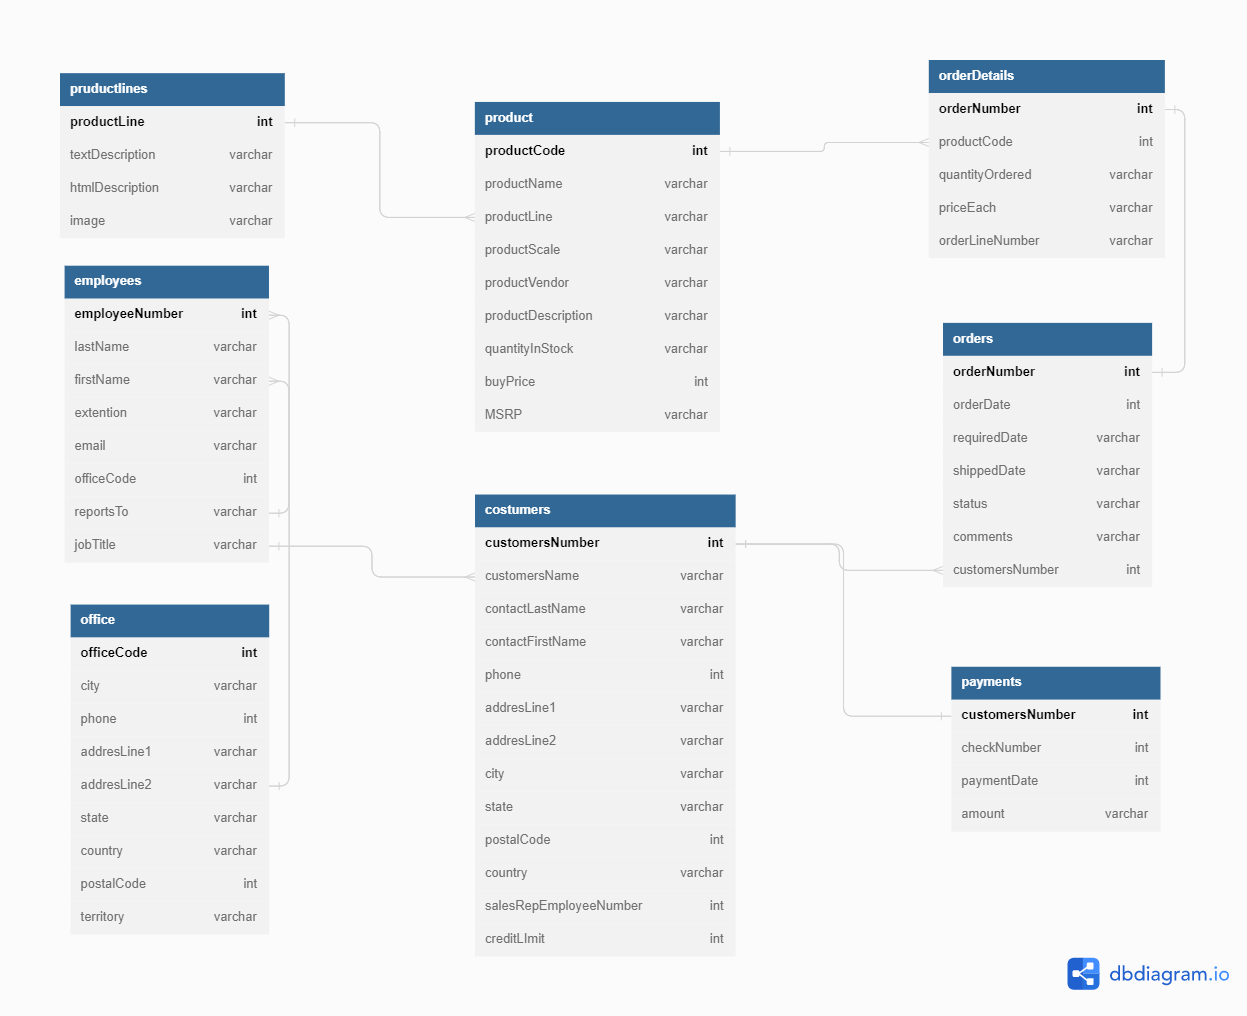 pruductlines
productLine int
textDescription varchar
htmlDescription varchar
image varchar
employees
employeeNumber int
lastName varchar
firstName varchar
extention varchar
email varchar
officeCode int
reportsTo varchar
jobTitle varchar
office
officeCode int
city varchar
phone int
addresLine1 varchar
addresLine2 varchar
state varchar
country varchar
postalCode int
territory varchar
product
productCode int
productName varchar
productLine varchar
productScale varchar
productVendor varchar
productDescription varchar
quantityInStock varchar
buyPrice int
MSRP varchar
costumers
customersNumber int
customersName varchar
contactLastName varchar
contactFirstName varchar
phone int
addresLine1 varchar
addresLine2 varchar
city varchar
state varchar
postalCode int
country varchar
salesRepEmployeeNumber int
creditLImit int
orderDetails
orderNumber int
productCode int
quantityOrdered varchar
priceEach varchar
orderLineNumber varchar
orders
orderNumber int
orderDate int
requiredDate varchar
shippedDate varchar
status varchar
comments varchar
customersNumber int
payments
customersNumber int
checkNumber int
paymentDate int
amount varchar
dbdiagram.io